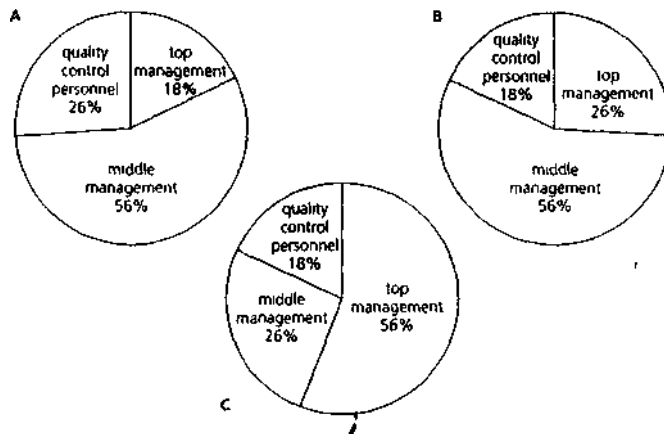 A
quality
control
personnel
26%
top
management
18%
middle
management
56%
B
quality
control
personnel
18%
top
management
26%
middle
management
56%
quality
control
personnel
18%
middle
management
26%
top
management
56%
C